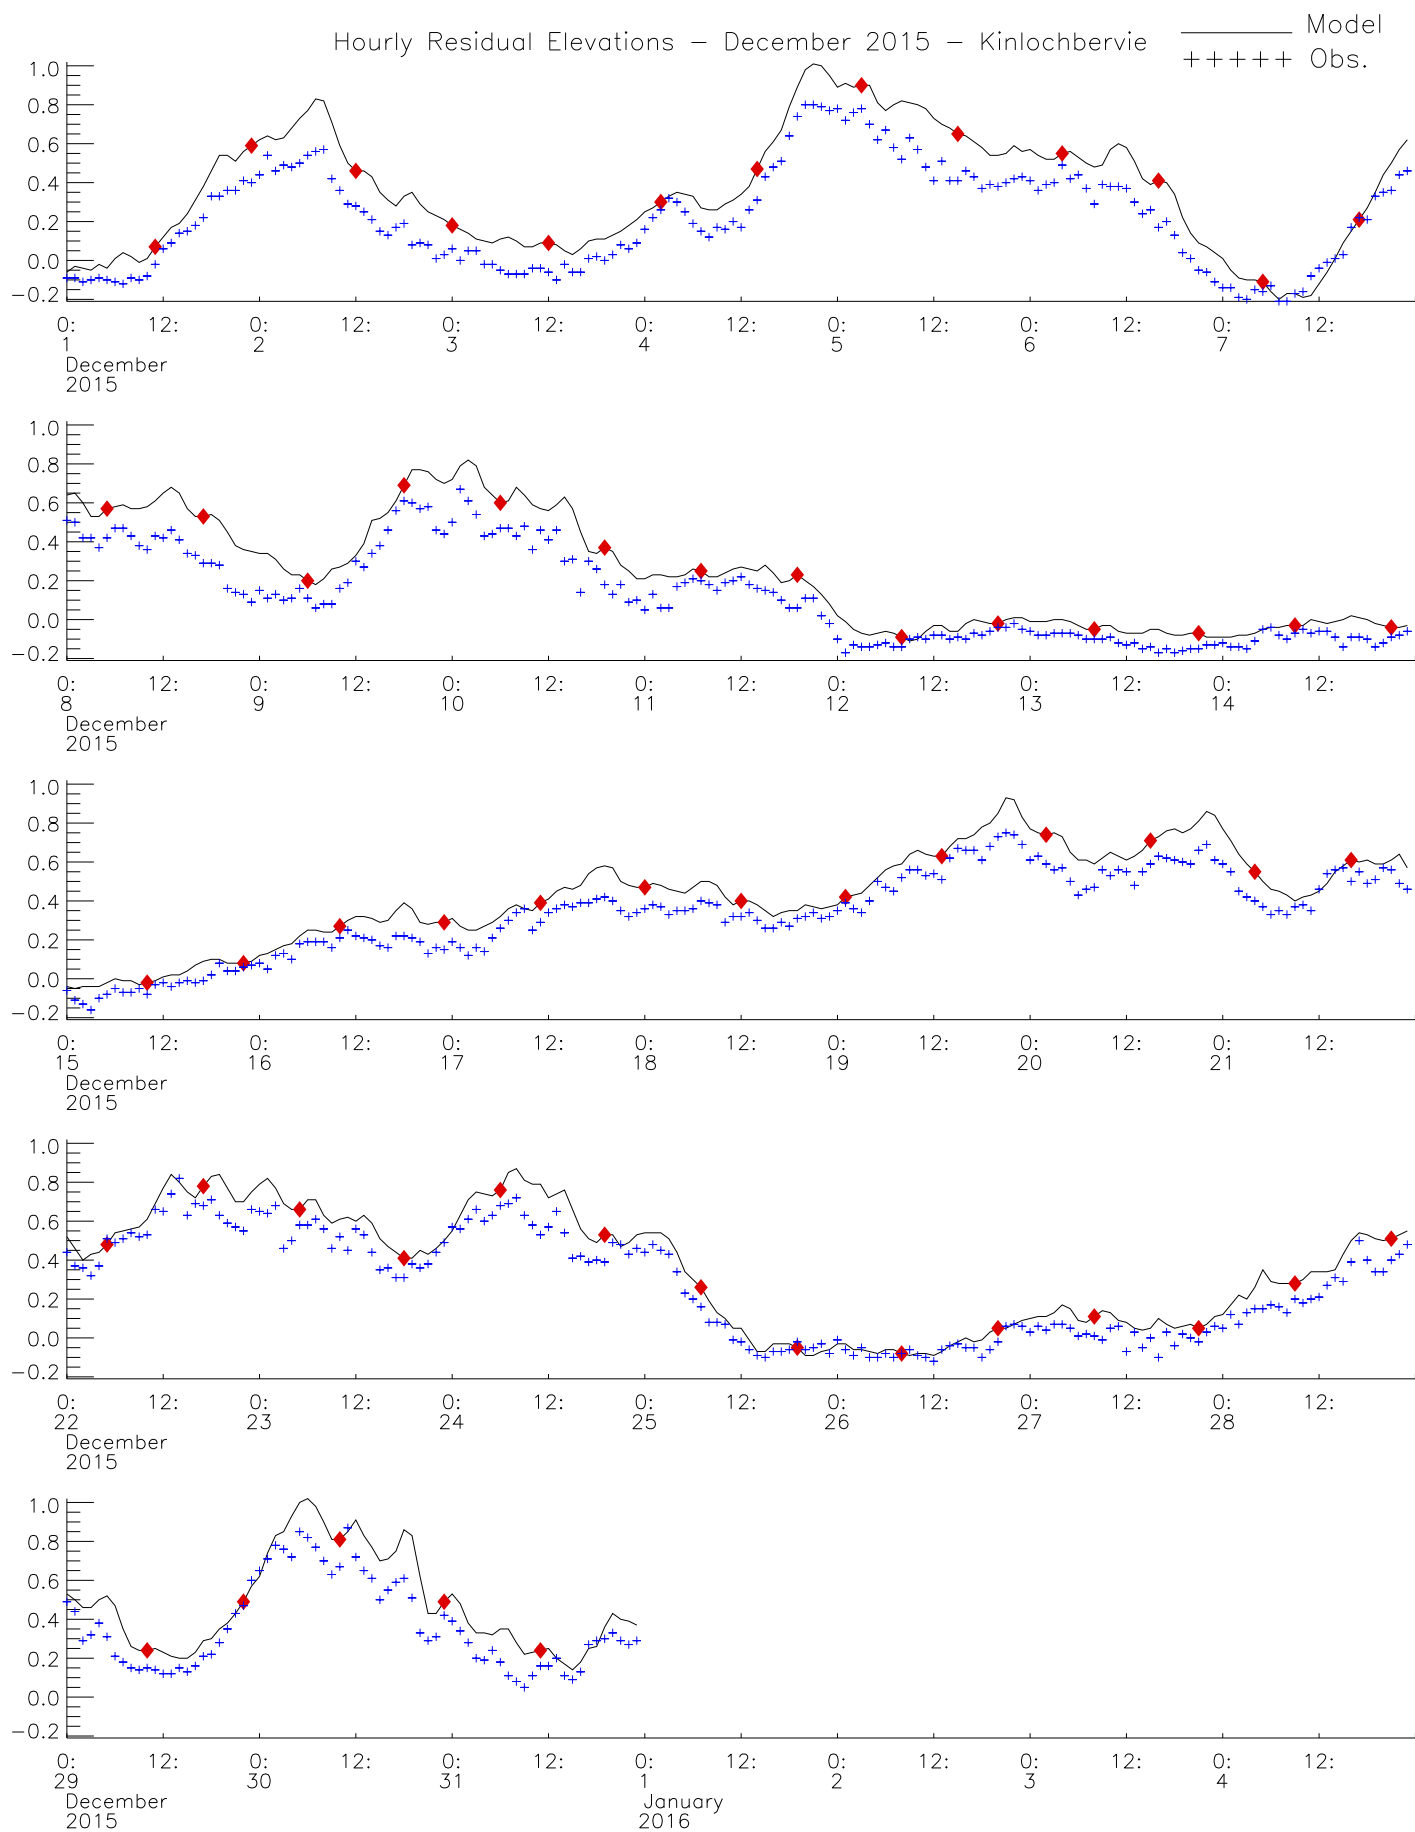 Hourly Residual Elevations – December 2015 – Kinlochbervie
Model
+++++ Obs.
1.0
0.8
0.6
0.4
0.2
0.0
−0.2
0: 12: 0: 12: 0: 12: 0: 12: 0: 12: 0: 12: 0: 12:
1 2 3 4 5 6 7
December
2015
1.0
0.8
0.6
0.4
0.2
0.0
−0.2
0: 12: 0: 12: 0: 12: 0: 12: 0: 12: 0: 12: 0: 12:
8 9 10 11 12 13 14
December
2015
1.0
0.8
0.6
0.4
0.2
0.0
−0.2
0: 12: 0: 12: 0: 12: 0: 12: 0: 12: 0: 12: 0: 12:
15 16 17 18 19 20 21
December
2015
1.0
0.8
0.6
0.4
0.2
0.0
−0.2
0: 12: 0: 12: 0: 12: 0: 12: 0: 12: 0: 12: 0: 12:
22 23 24 25 26 27 28
December
2015
1.0
0.8
0.6
0.4
0.2
0.0
−0.2
0: 12: 0: 12: 0: 12: 0: 12: 0: 12: 0: 12: 0: 12:
29 30 31 1 2 3 4
December January
2015 2016